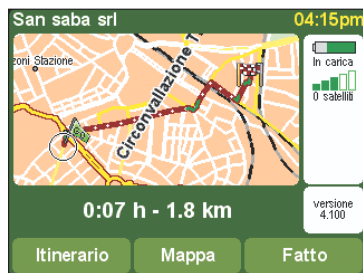 San saba srl
04:15pm
zoni Stazione
Circonvallazione T
In carica
0 satelliti
GO!
0:07 h - 1.8 km
versione
4.100
Itinerario
Mappa
Fatto